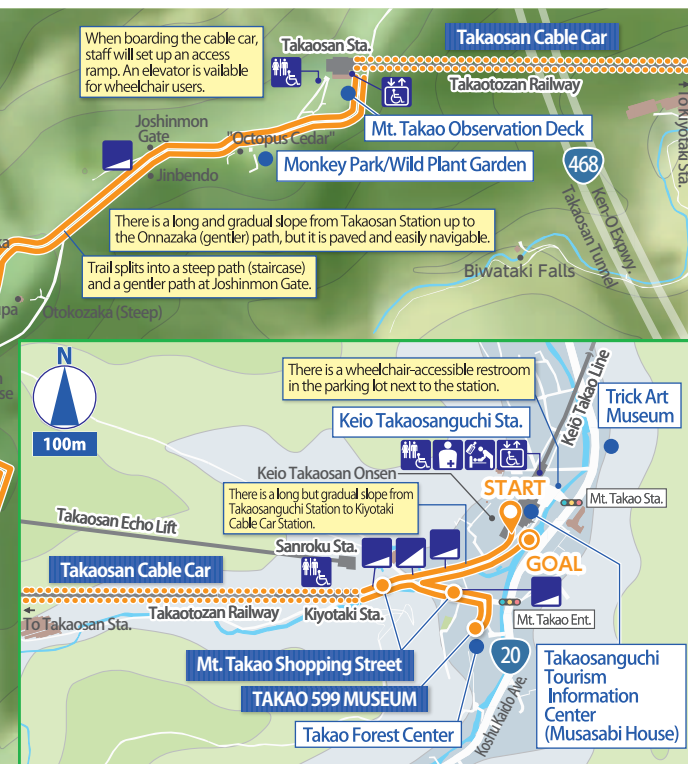 When boarding the cable car,
staff will set up an access
ramp. An elevator is vailable
for wheelchair users.
Takaosan Sta.
Takaosan Cable Car
Takaotozan Railway
To Kiyotaki Sta.
Mt. Takao Observation Deck
Joshinmon
Gate
"Octopus Cedar"
Monkey Park/Wild Plant Garden
Jinbendo
468
Ken-O Expwy.
Takaosan Tunnel
There is a long and gradual slope from Takaosan Station up to
the Onnazaka (gentler) path, but it is paved and easily navigable.
Trail splits into a steep path (staircase)
and a gentler path at Joshinmon Gate.
Biwataki Falls
Otokozaka (Steep)
N
100m
There is a wheelchair-accessible restroom
in the parking lot next to the station.
Keio Takao Line
Trick Art
Museum
Keio Takaosanguchi Sta.
Keio Takaosan Onsen
START
Mt. Takao Sta.
There is a long but gradual slope from
Takaosanguchi Station to Kiyotaki
Cable Car Station.
Takaosan Echo Lift
Sanroku Sta.
GOAL
Takaosan Cable Car
Takaotozan Railway
Kiyotaki Sta.
To Takaosan Sta.
Mt. Takao Ent.
Mt. Takao Shopping Street
TAKAO 599 MUSEUM
Takao Forest Center
20
Koshu Kaido Ave.
Takaosanguchi
Tourism
Information
Center
(Musasabi House)